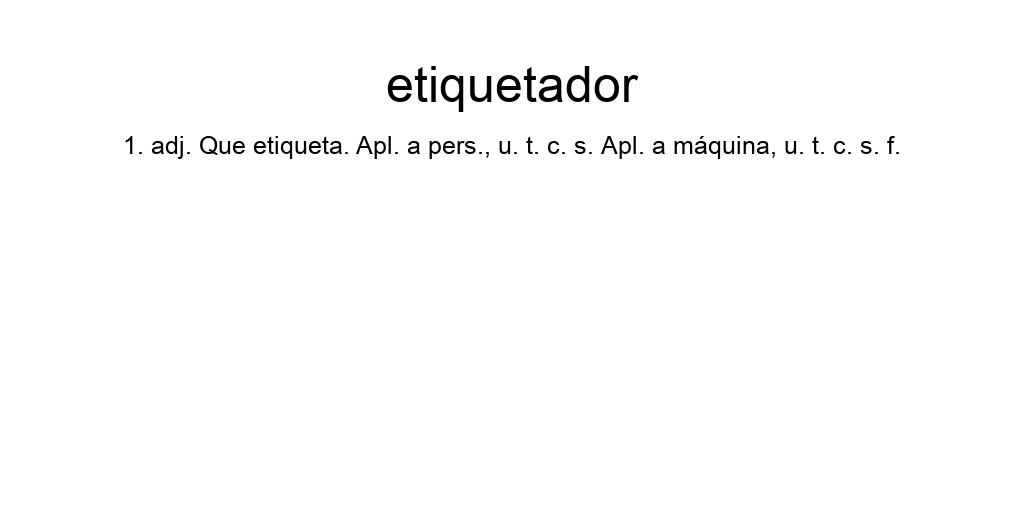 etiquetador
1. adj. Que etiqueta. Apl. a pers., u. t. c. s. Apl. a máquina, u. t. c. s. f.